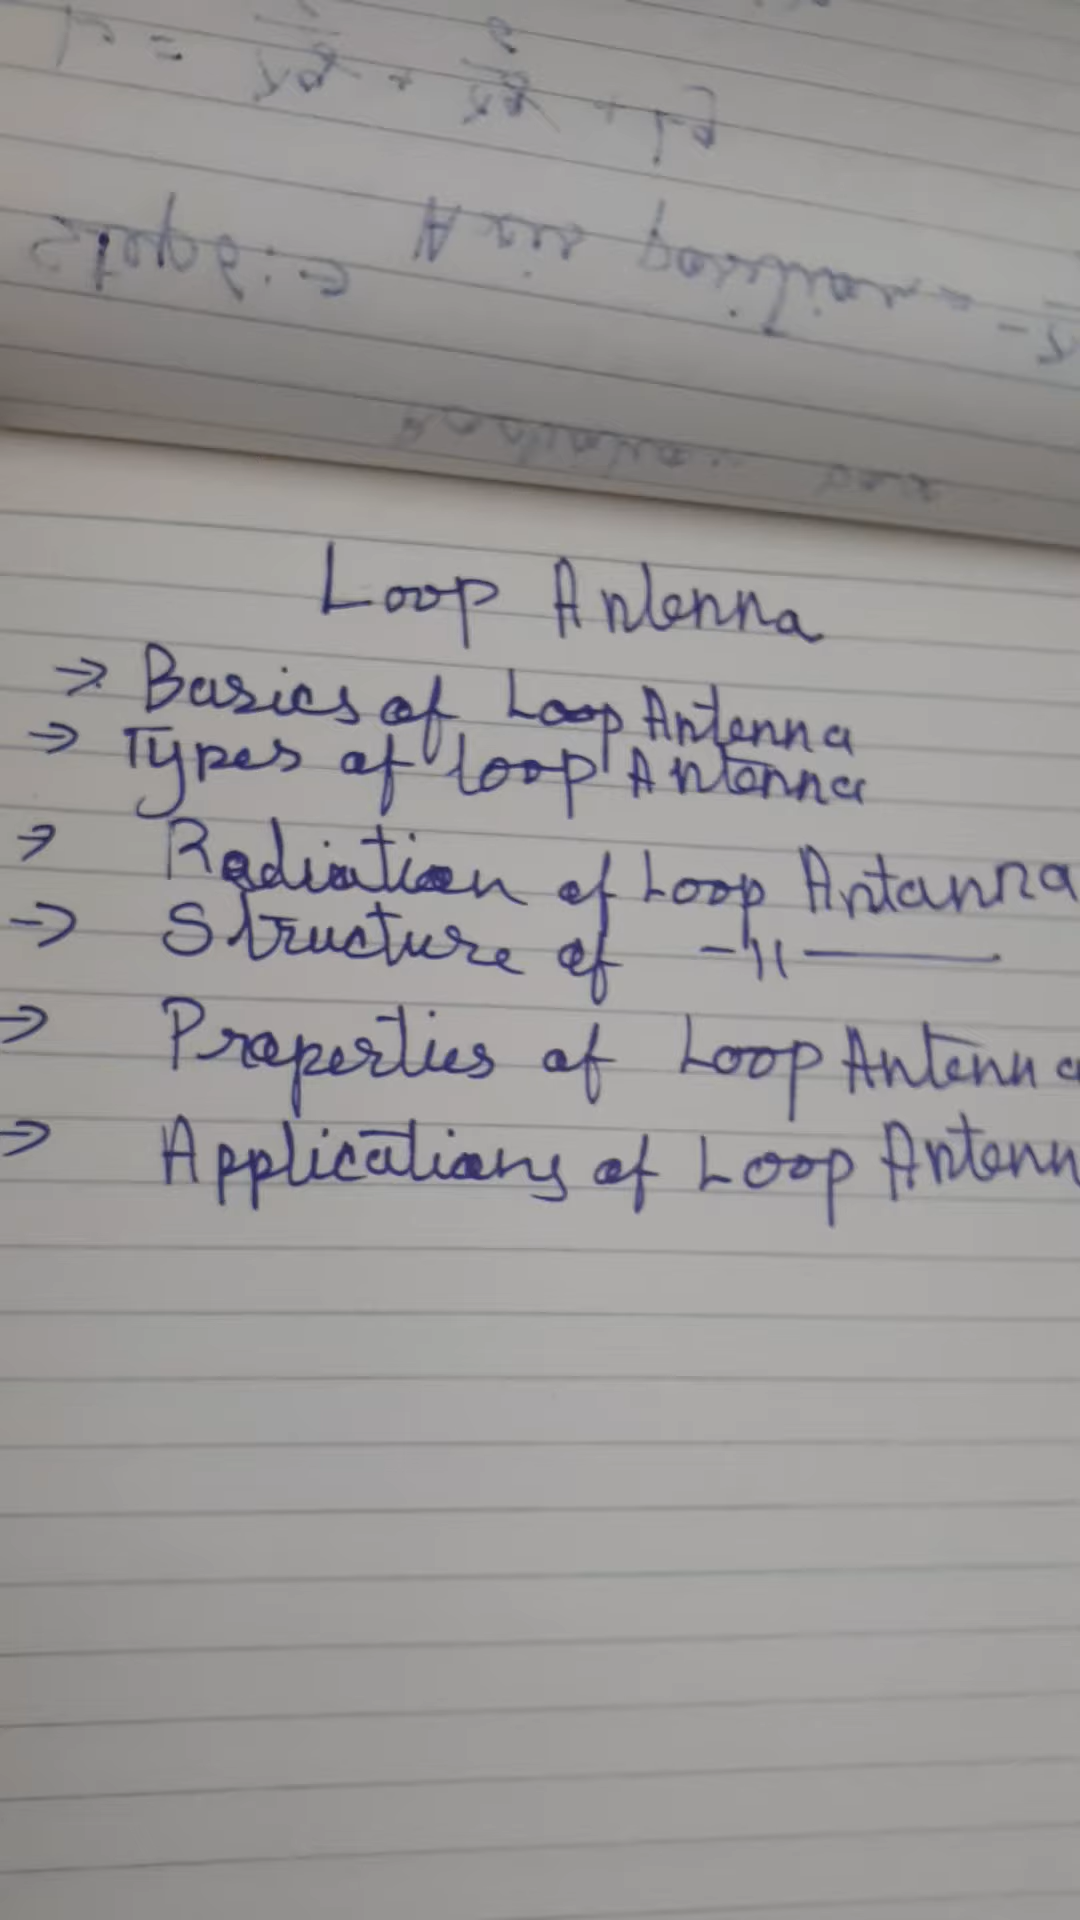 Loop Antenna
→ Basics of Loop Antenna
→ Types of loop Antenna
→ Radiation of Loop Antanna
→ Structure of -11-
→ Properties of Loop Antenna
→ Applications of Loop Antenn